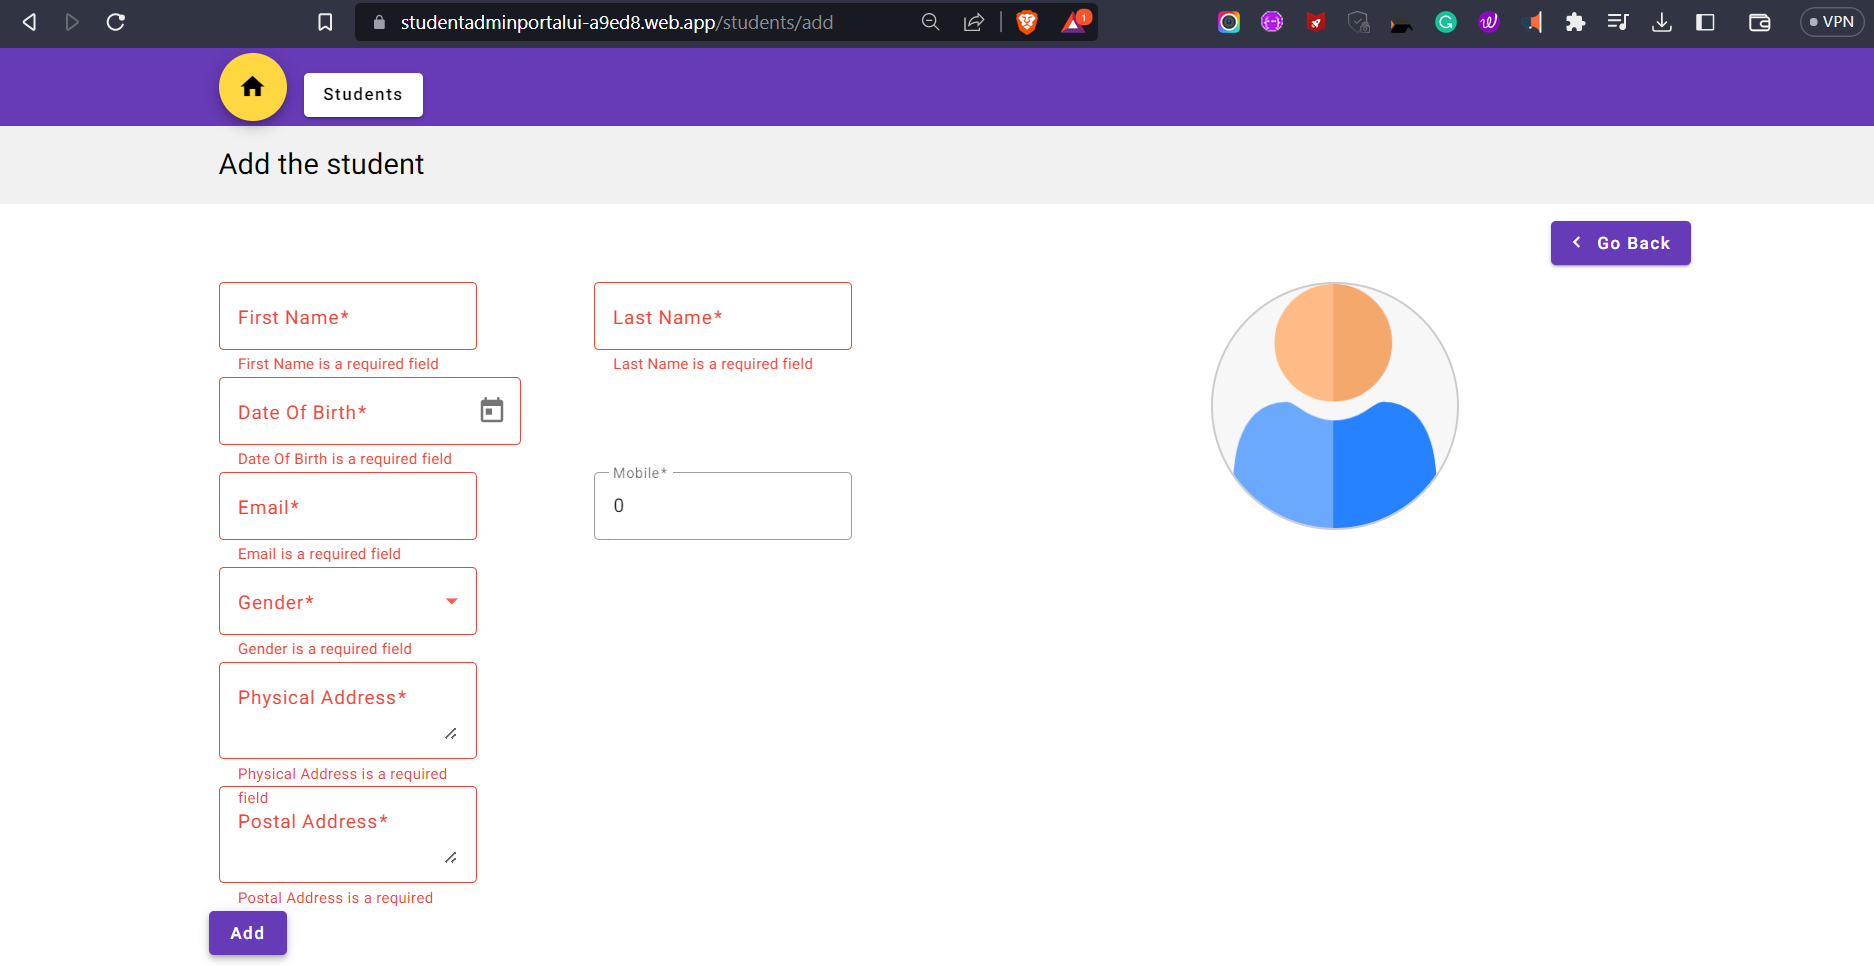 studentadminportalui-a9ed8.web.app/students/add
1
VPN
Students
Add the student
Go Back
First Name*
Last Name*
First Name is a required field
Last Name is a required field
Date Of Birth*
Date Of Birth is a required field
Mobile*
Email*
0
Email is a required field
Gender*
Gender is a required field
Physical Address*
Physical Address is a required
field
Postal Address*
Postal Address is a required
Add